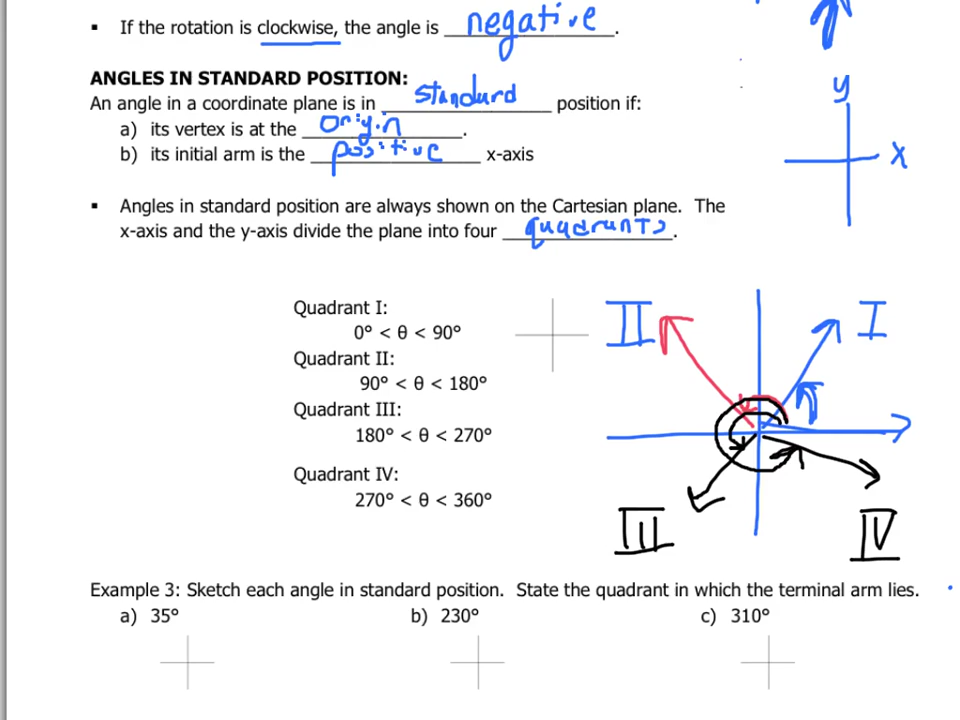 ▪ If the rotation is clockwise, the angle is negative.
y
ANGLES IN STANDARD POSITION:
An angle in a coordinate plane is in standard position if:
a) its vertex is at the origin.
b) its initial arm is the positive x-axis
x
▪ Angles in standard position are always shown on the Cartesian plane. The
x-axis and the y-axis divide the plane into four quadrants.
Quadrant I:
0° < θ < 90°
Quadrant II:
90° < θ < 180°
Quadrant III:
180° < θ < 270°
Quadrant IV:
270° < θ < 360°
II I
III IV
Example 3: Sketch each angle in standard position. State the quadrant in which the terminal arm lies.
a) 35° b) 230° c) 310°